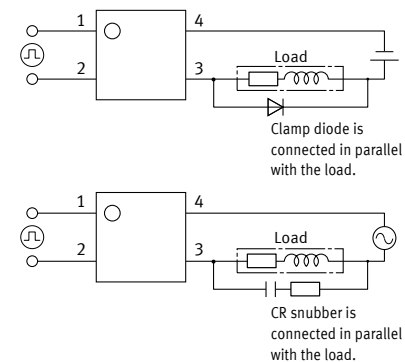 1
4
Load
2
3
Clamp diode is
connected in parallel
with the load.
1
4
Load
2
3
CR snubber is
connected in parallel
with the load.